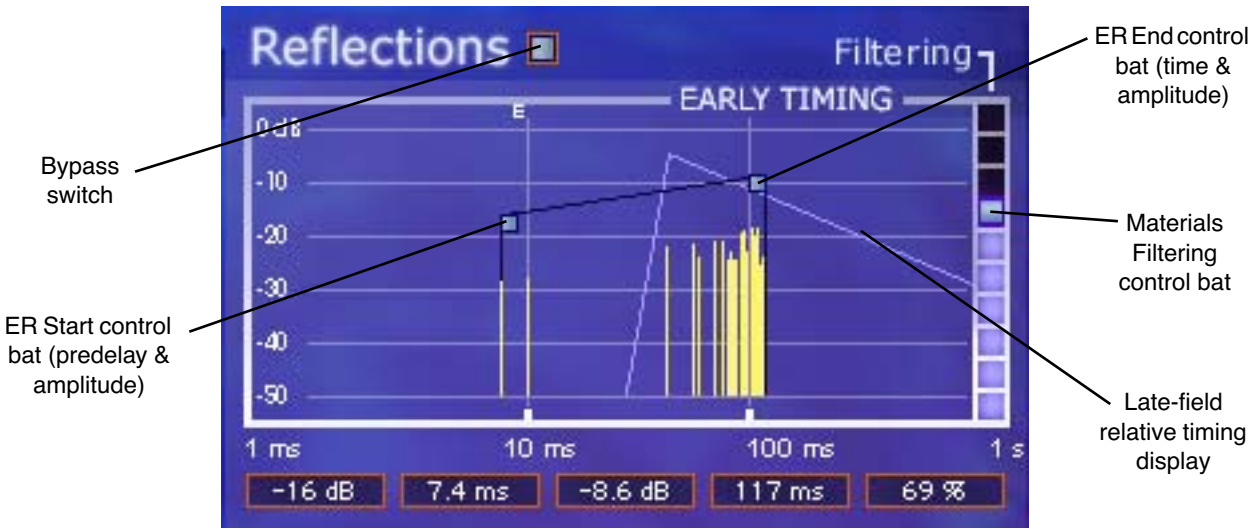 Reflections
Filtering
EARLY TIMING
E
0 dB
-10
-20
-30
-40
-50
1 ms
10 ms
100 ms
1 s
-16 dB
7.4 ms
-8.6 dB
117 ms
69 %
Bypass
switch
ER Start control
bat (predelay &
amplitude)
ER End control
bat (time &
amplitude)
Materials
Filtering
control bat
Late-field
relative timing
display